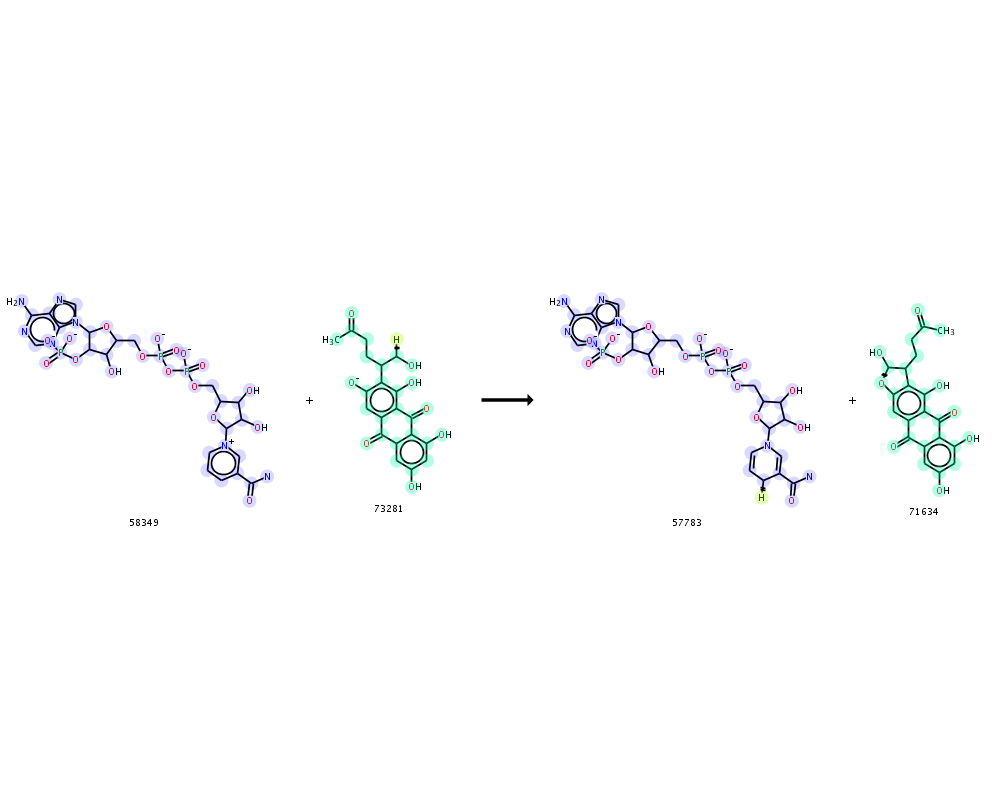 H2N N N N N O- O- P O O O OH O O- P O O- O P O O OH OH O N+ N O
58349
+
O H3C H OH O- OH O O OH OH
73281
H2N N N N N O- O- P O O O OH O O- P O O- O P O O OH OH O N N O H
57783
+
O CH3 HO O OH O O OH OH
71634